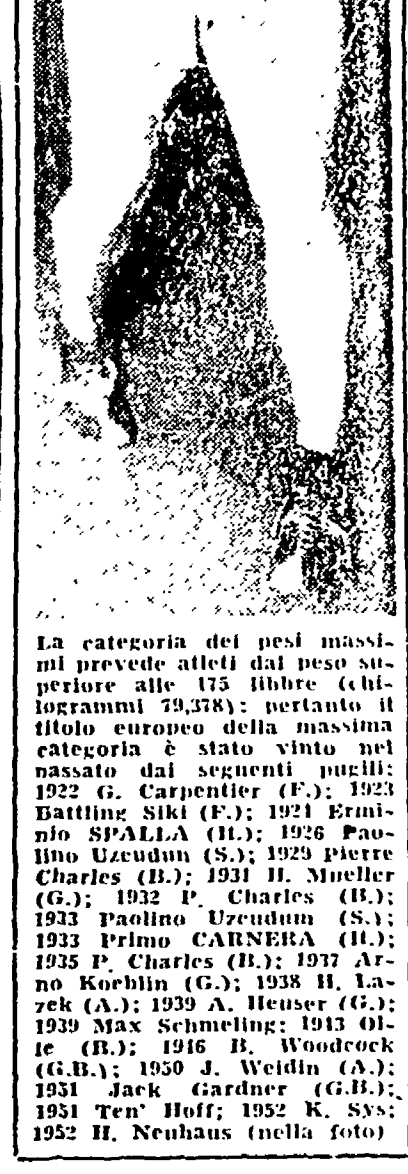 La categoria dei pesi massi-
mi prevede atleti dal peso su-
periore alle 175 libbre (chi-
logrammi 79,378): pertanto il
titolo europeo della massima
categoria è stato vinto nel
passato dai seguenti pugili:
1922 G. Carpentier (F.); 1923
Battling Siki (F.); 1924 Ermi-
nio SPALLA (It.); 1926 Pao-
lino Uzcudun (S.); 1929 Pierre
Charles (B.); 1931 H. Mueller
(G.); 1932 P. Charles (B.);
1933 Paolino Uzcudum (S.);
1933 Primo CARNERA (It.);
1935 P. Charles (B.); 1937 Ar-
no Koehlin (G.); 1938 H. La-
zek (A.); 1939 A. Heuser (G.);
1939 Max Schmeling; 1943 Ol-
le (B.); 1946 B. Woodcock
(G.B.); 1950 J. Weidin (A.);
1951 Jack Gardner (G.B.);
1951 Ten' Hoff; 1952 K. Sys;
1952 H. Neuhaus (nella foto)